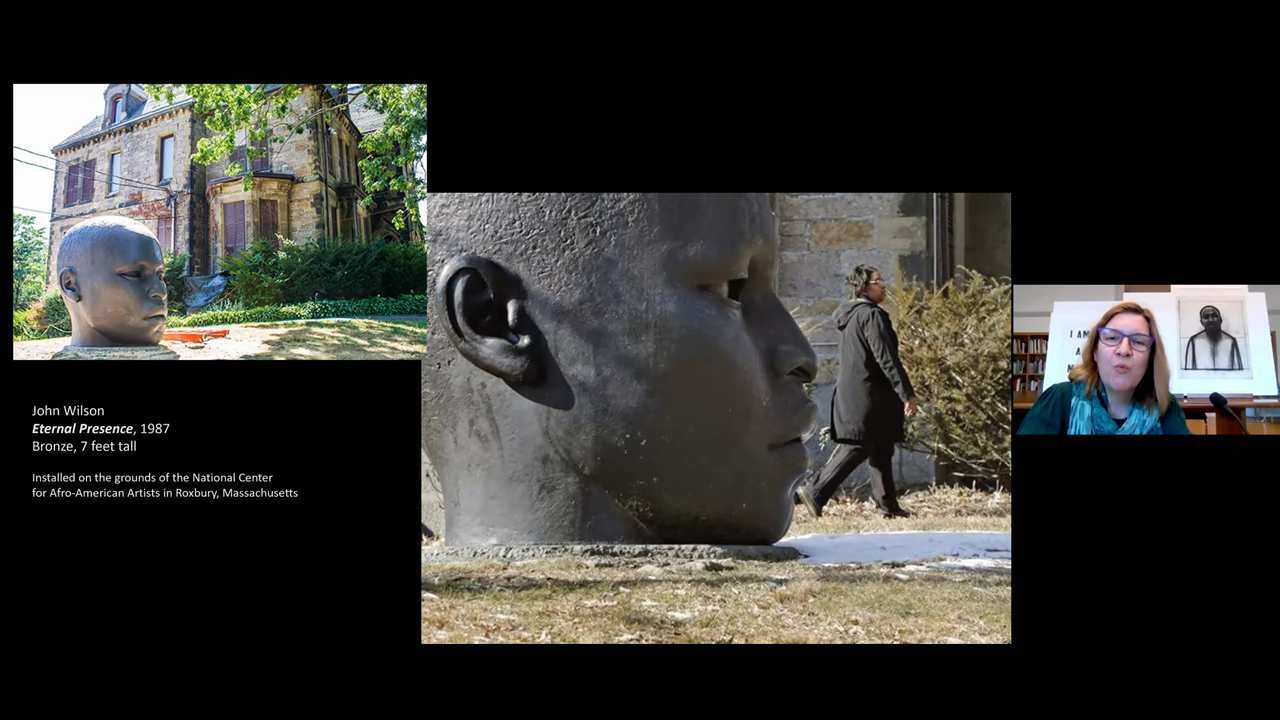 John Wilson
Eternal Presence, 1987
Bronze, 7 feet tall
Installed on the grounds of the National Center
for Afro-American Artists in Roxbury, Massachusetts
I AM
A